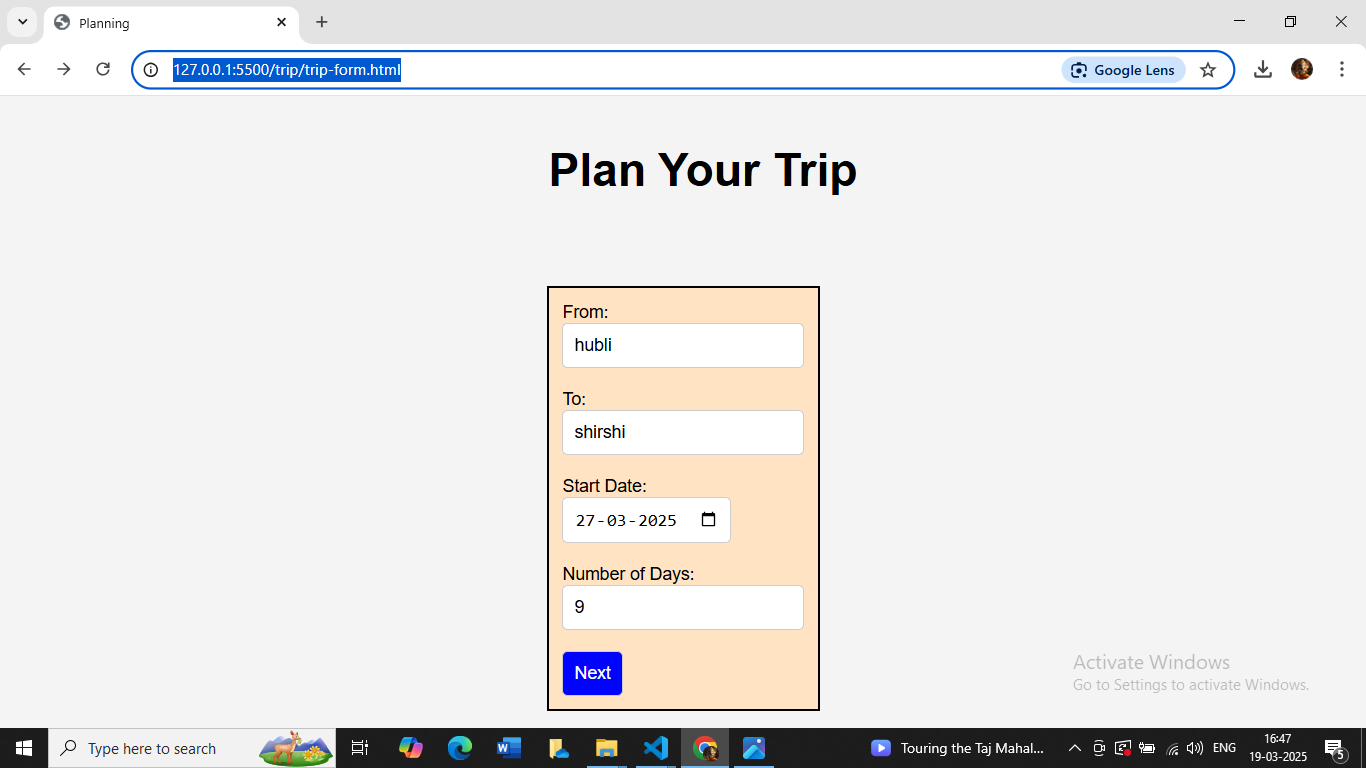 Planning
127.0.0.1:5500/trip/trip-form.html
Google Lens
Plan Your Trip
From:
hubli
To:
shirshi
Start Date:
27-03-2025
Number of Days:
9
Next
Activate Windows
Go to Settings to activate Windows.
Type here to search
Touring the Taj Mahal...
ENG
16:47
19-03-2025
5